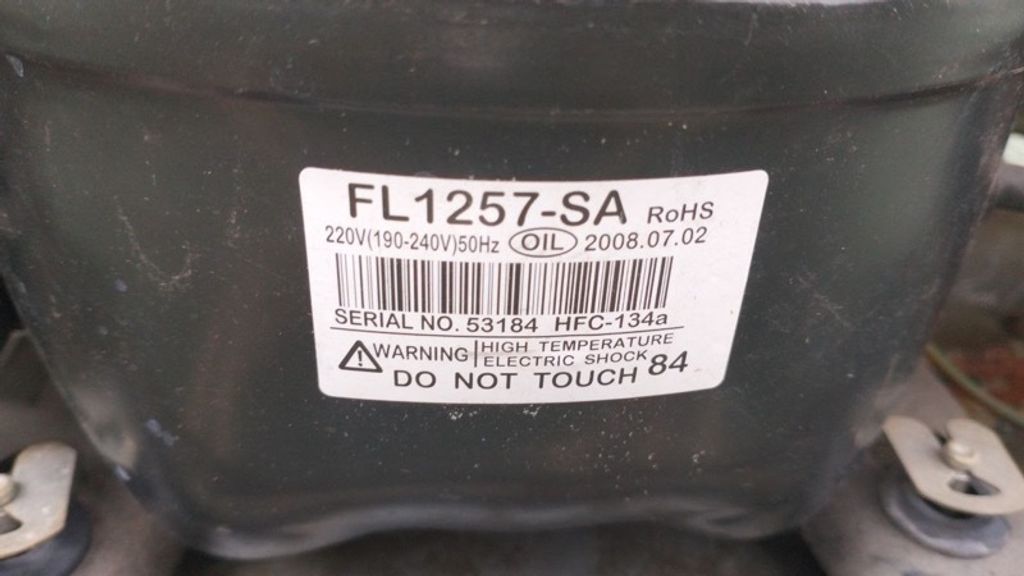 FL1257-SA RoHS
220V(190-240V)50Hz OIL 2008.07.02
SERIAL NO. 53184 HFC-134a
WARNING HIGH TEMPERATURE
ELECTRIC SHOCK 84
DO NOT TOUCH